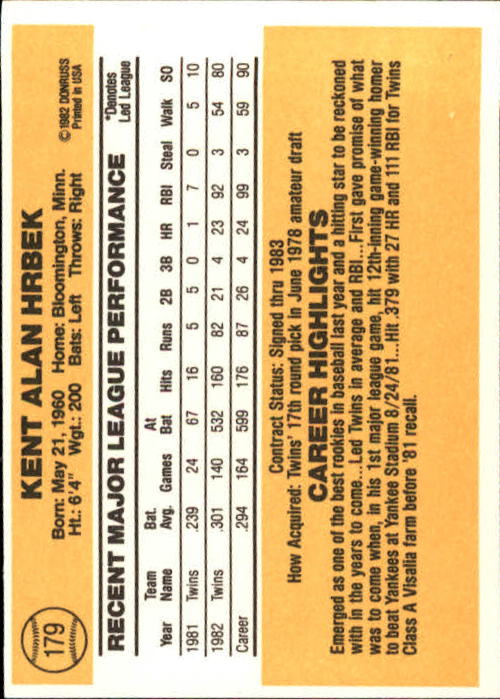 179
KENT ALAN HRBEK
Born: May 21, 1960 Home: Bloomington, Minn.
Ht.: 6'4" Wgt.: 200 Bats: Left Throws: Right
©1982 DONRUSS
Printed in USA
RECENT MAJOR LEAGUE PERFORMANCE
*Denotes
Led League
Year Team Name Bat. Avg. Games At Bat Hits Runs 2B 3B HR RBI Steal Walk SO
1981 Twins .239 24 67 16 5 5 0 1 7 0 5 10
1982 Twins .301 140 532 160 82 21 4 23 92 3 54 80
Career .294 164 599 176 87 26 4 24 99 3 59 90
Contract Status: Signed thru 1983
How Acquired: Twins' 17th round pick in June 1978 amateur draft
CAREER HIGHLIGHTS
Emerged as one of the best rookies in baseball last year and a hitting star to be reckoned
with in the years to come...Led Twins in average and RBI...First gave promise of what
was to come when, in his 1st major league game, hit 12th-inning game-winning homer
to beat Yankees at Yankee Stadium 8/24/81...Hit .379 with 27 HR and 111 RBI for Twins
Class A Visalia farm before '81 recall.